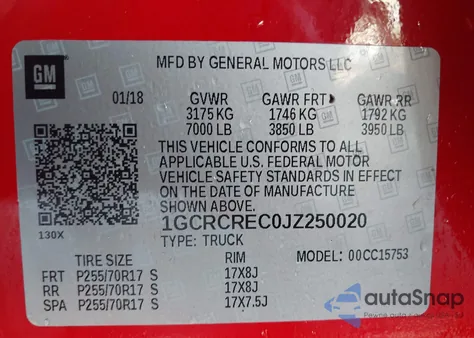 MFD BY GENERAL MOTORS LLC
GM
01/18 GVWR GAWR FRT GAWR RR
3175 KG 1746 KG 1792 KG
7000 LB 3850 LB 3950 LB
THIS VEHICLE CONFORMS TO ALL
APPLICABLE U.S. FEDERAL MOTOR
VEHICLE SAFETY STANDARDS IN EFFECT
ON THE DATE OF MANUFACTURE
SHOWN ABOVE.
1GCRCREC0JZ250020
130X
TYPE: TRUCK MODEL: 00CC15753
TIRE SIZE RIM
FRT P255/70R17 S 17X8J
RR P255/70R17 S 17X8J
SPA P255/70R17 S 17X7.5J
autoSnap